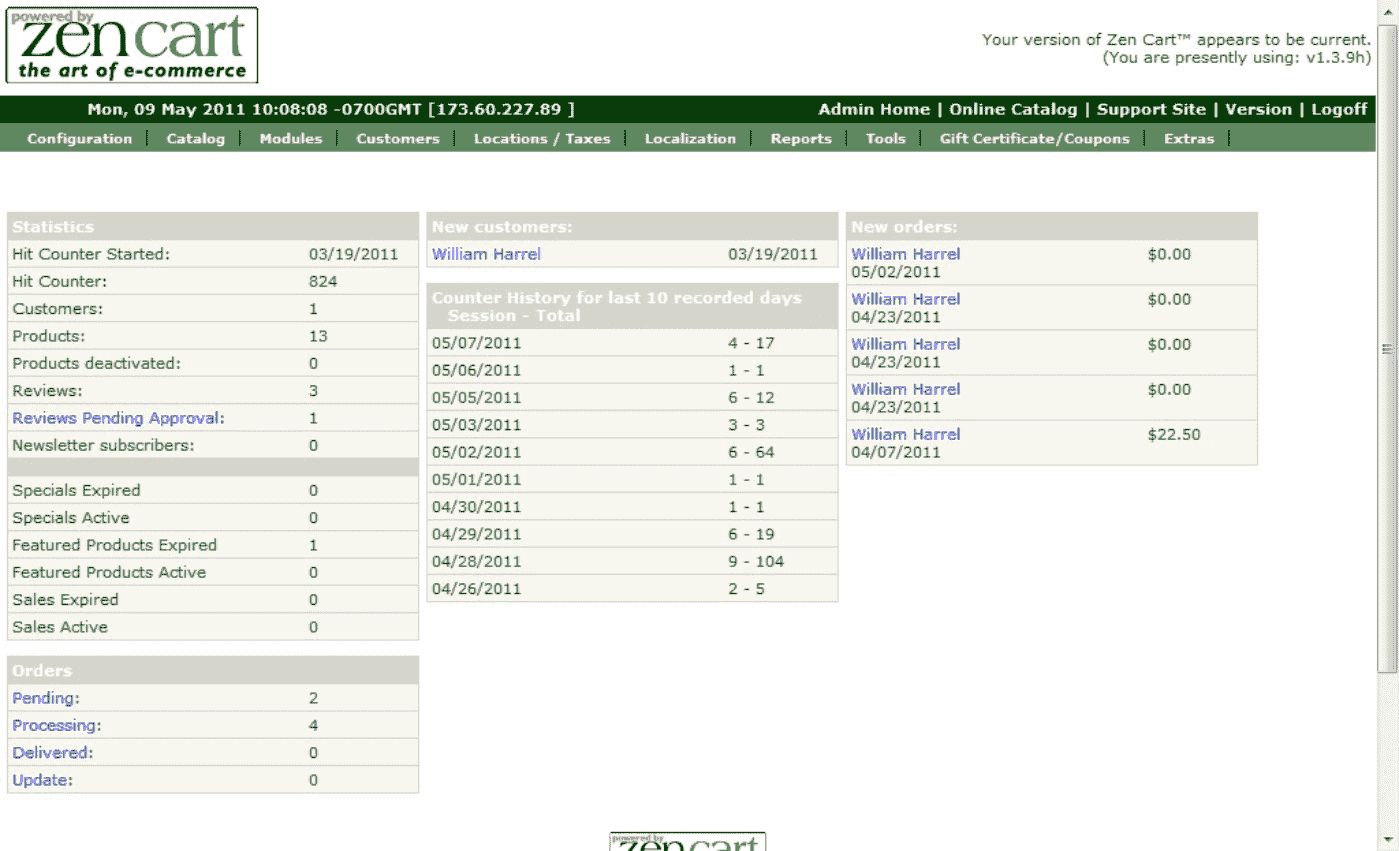 powered by
zen cart
the art of e-commerce
Your version of Zen Cart™ appears to be current.
(You are presently using: v1.3.9h)
Mon, 09 May 2011 10:08:08 -0700GMT [173.60.227.89 ]
Admin Home | Online Catalog | Support Site | Version | Logoff
Configuration | Catalog | Modules | Customers | Locations / Taxes | Localization | Reports | Tools | Gift Certificate/Coupons | Extras |
Statistics
Hit Counter Started: 03/19/2011
Hit Counter: 824
Customers: 1
Products: 13
Products deactivated: 0
Reviews: 3
Reviews Pending Approval: 1
Newsletter subscribers: 0
Specials Expired 0
Specials Active 0
Featured Products Expired 1
Featured Products Active 0
Sales Expired 0
Sales Active 0
Orders
Pending: 2
Processing: 4
Delivered: 0
Update: 0
New customers:
William Harrel 03/19/2011
Counter History for last 10 recorded days
Session - Total
05/07/2011 4 - 17
05/06/2011 1 - 1
05/05/2011 6 - 12
05/03/2011 3 - 3
05/02/2011 6 - 64
05/01/2011 1 - 1
04/30/2011 1 - 1
04/29/2011 6 - 19
04/28/2011 9 - 104
04/26/2011 2 - 5
New orders:
William Harrel $0.00
05/02/2011
William Harrel $0.00
04/23/2011
William Harrel $0.00
04/23/2011
William Harrel $0.00
04/23/2011
William Harrel $22.50
04/07/2011
powered by
zen cart